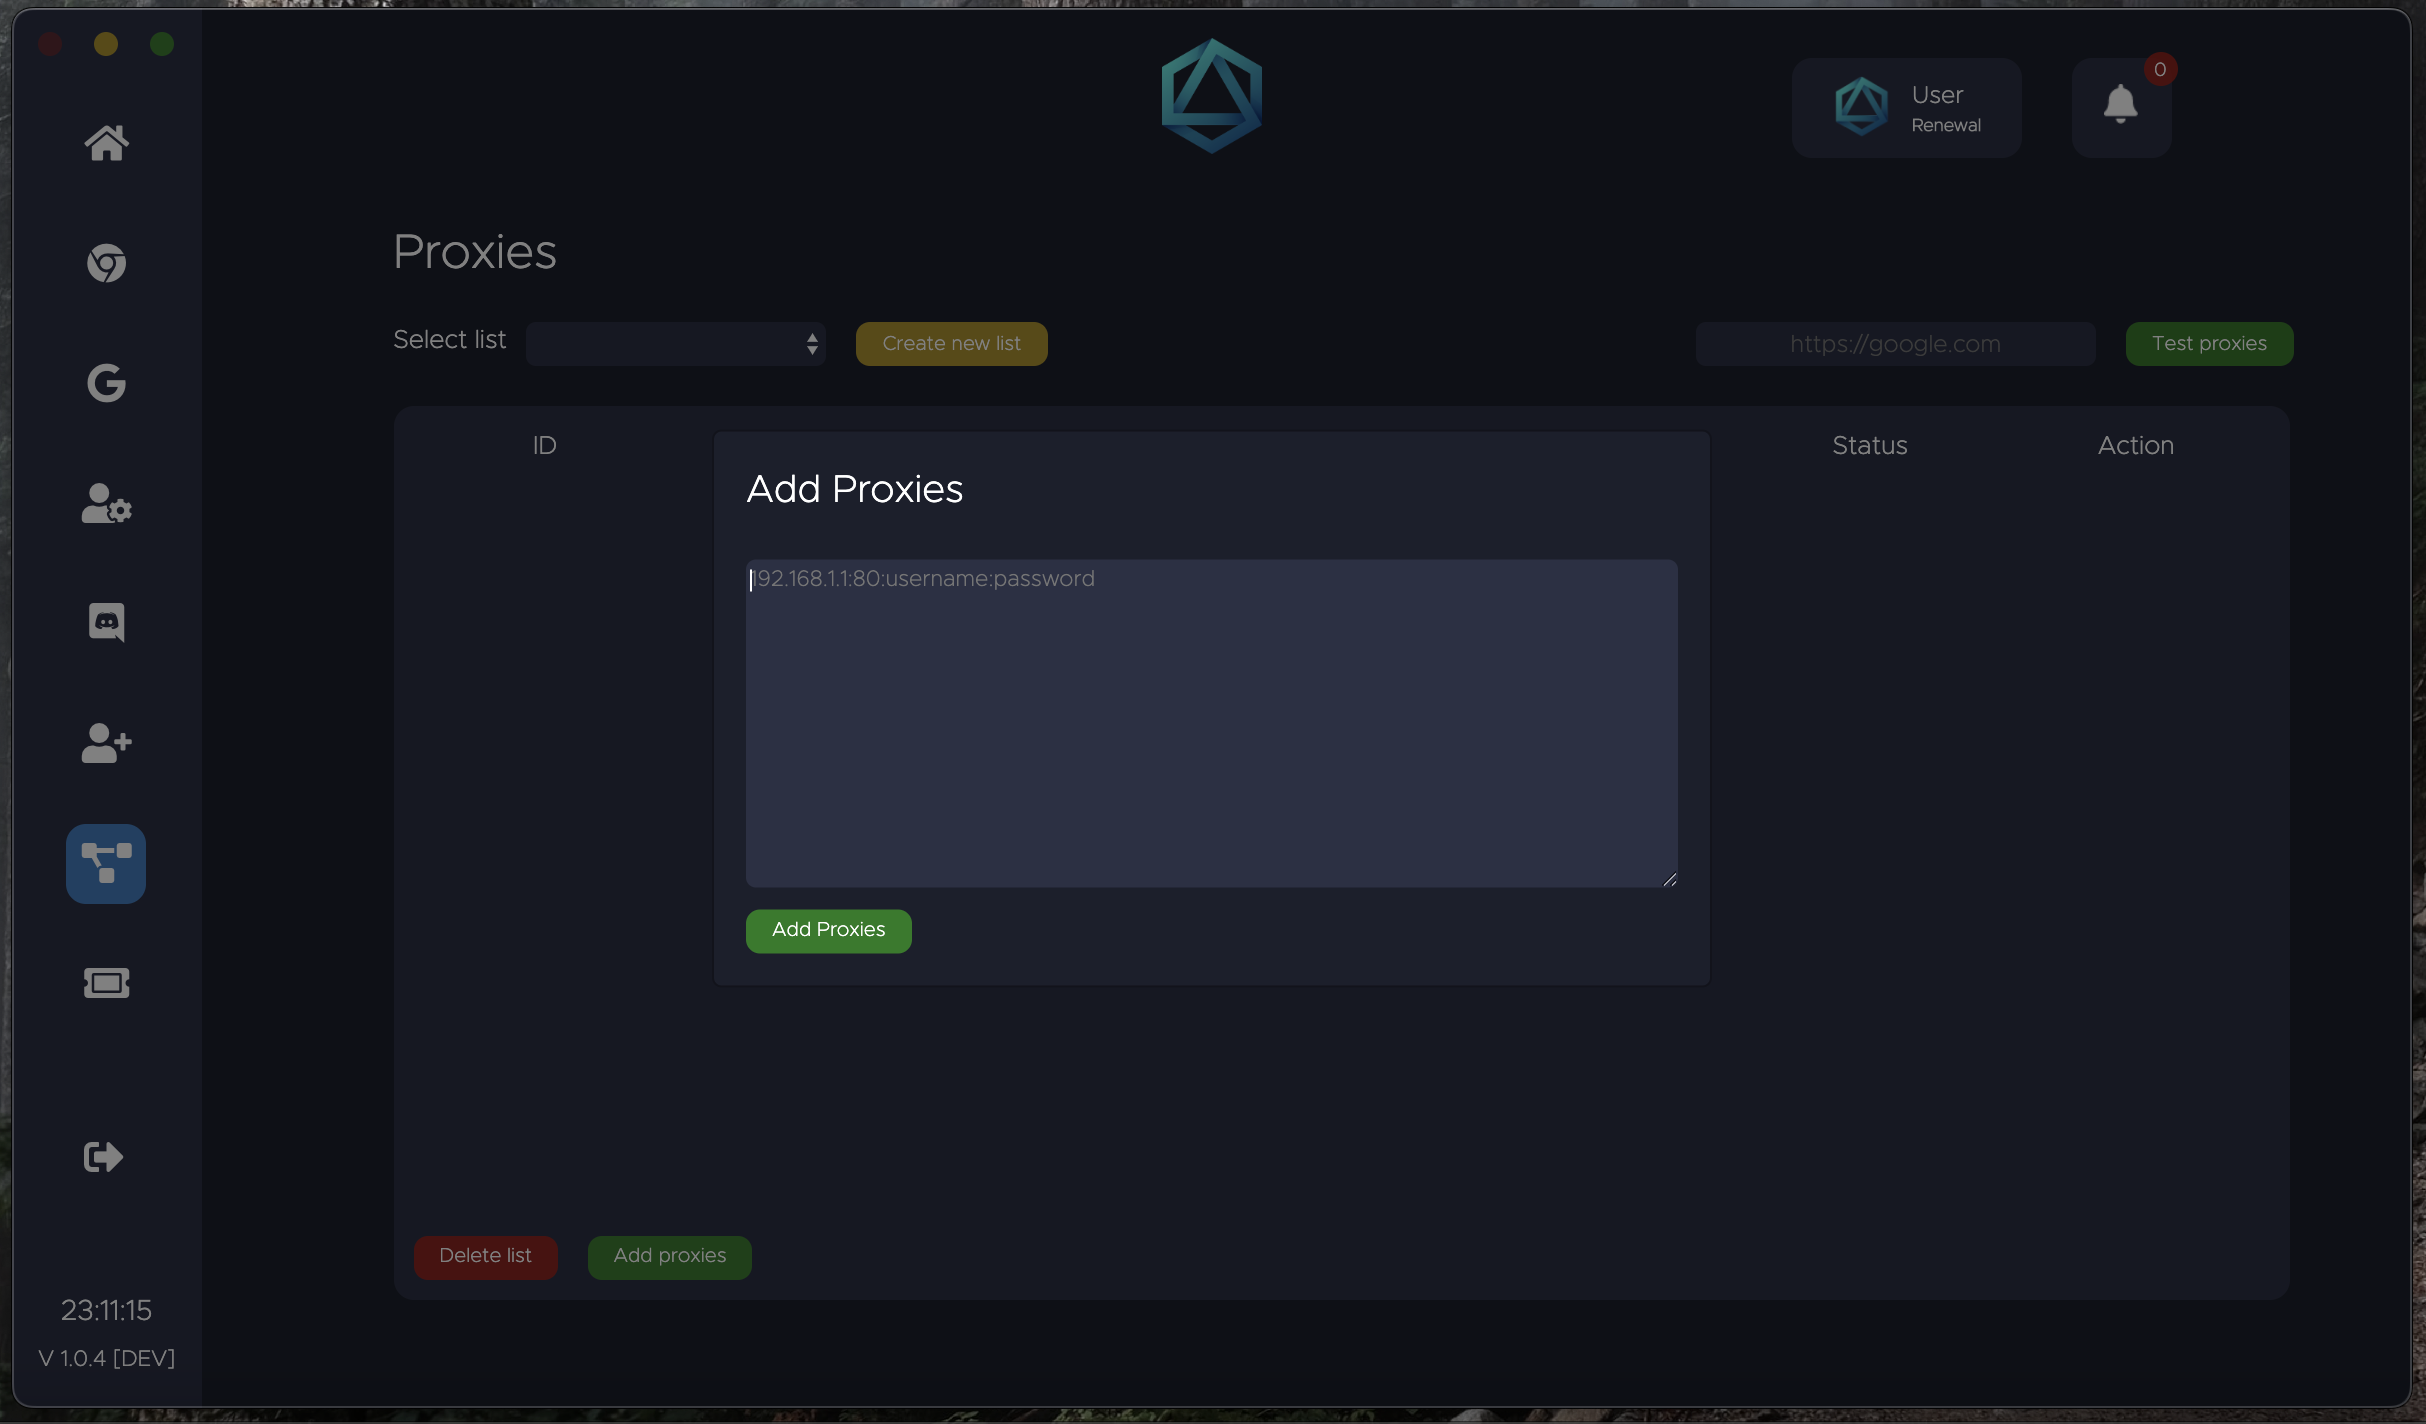 User
Renewal
0
Proxies
Select list
Create new list
https://google.com
Test proxies
ID
Status
Action
Add Proxies
192.168.1.1:80:username:password
Add Proxies
Delete list
Add proxies
23:11:15
V 1.0.4 [DEV]